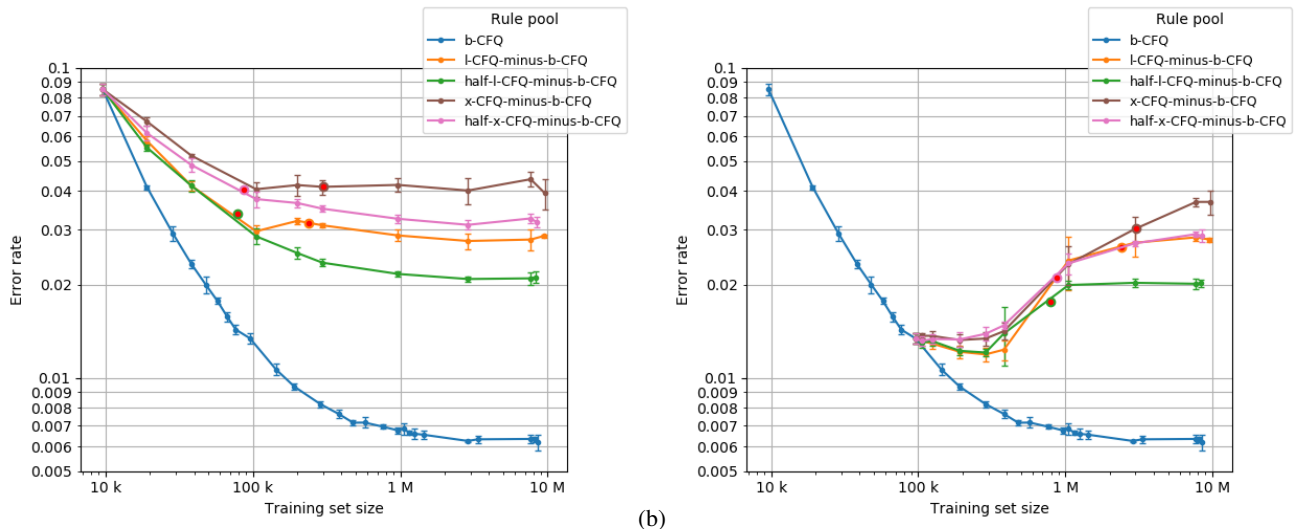 Rule pool
b-CFQ
l-CFQ-minus-b-CFQ
half-l-CFQ-minus-b-CFQ
x-CFQ-minus-b-CFQ
half-x-CFQ-minus-b-CFQ
0.1
0.09
0.08
0.07
0.06
0.05
0.04
0.03
0.02
0.01
0.009
0.008
0.007
0.006
0.005
Error rate
10 k
100 k
1 M
10 M
Training set size
(b)
Rule pool
b-CFQ
l-CFQ-minus-b-CFQ
half-l-CFQ-minus-b-CFQ
x-CFQ-minus-b-CFQ
half-x-CFQ-minus-b-CFQ
0.1
0.09
0.08
0.07
0.06
0.05
0.04
0.03
0.02
0.01
0.009
0.008
0.007
0.006
0.005
Error rate
10 k
100 k
1 M
10 M
Training set size